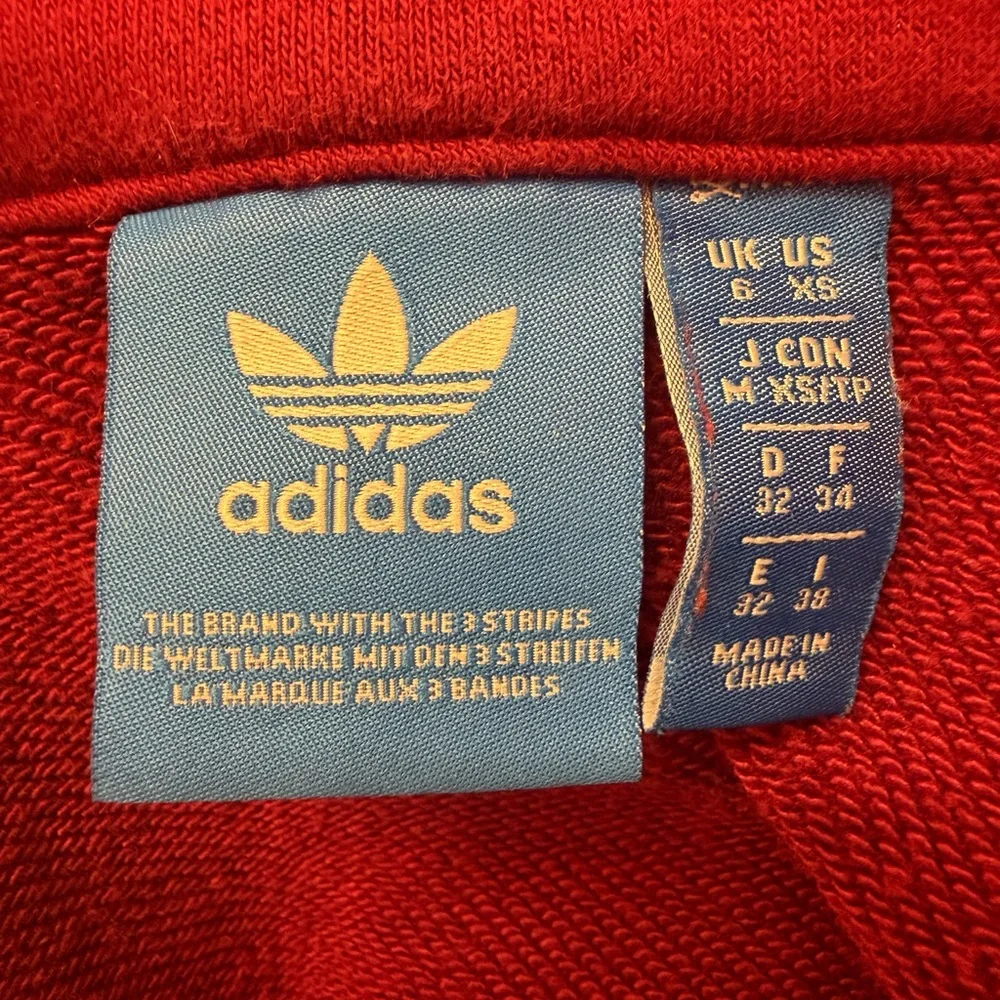 adidas
THE BRAND WITH THE 3 STRIPES
DIE WELTMARKE MIT DEN 3 STREIFEN
LA MARQUE AUX 3 BANDES
UK US
6 XS
J CDN
M XS/TP
D F
32 34
E I
32 38
MADE IN
CHINA